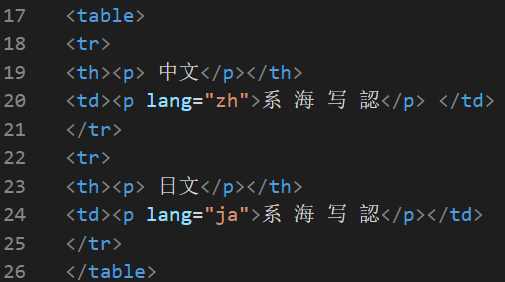 17 <table>
18 <tr>
19 <th><p> 中文</p></th>
20 <td><p lang="zh">系 海 写 認</p> </td>
21 </tr>
22 <tr>
23 <th><p> 日文</p></th>
24 <td><p lang="ja">系 海 写 認</p></td>
25 </tr>
26 </table>